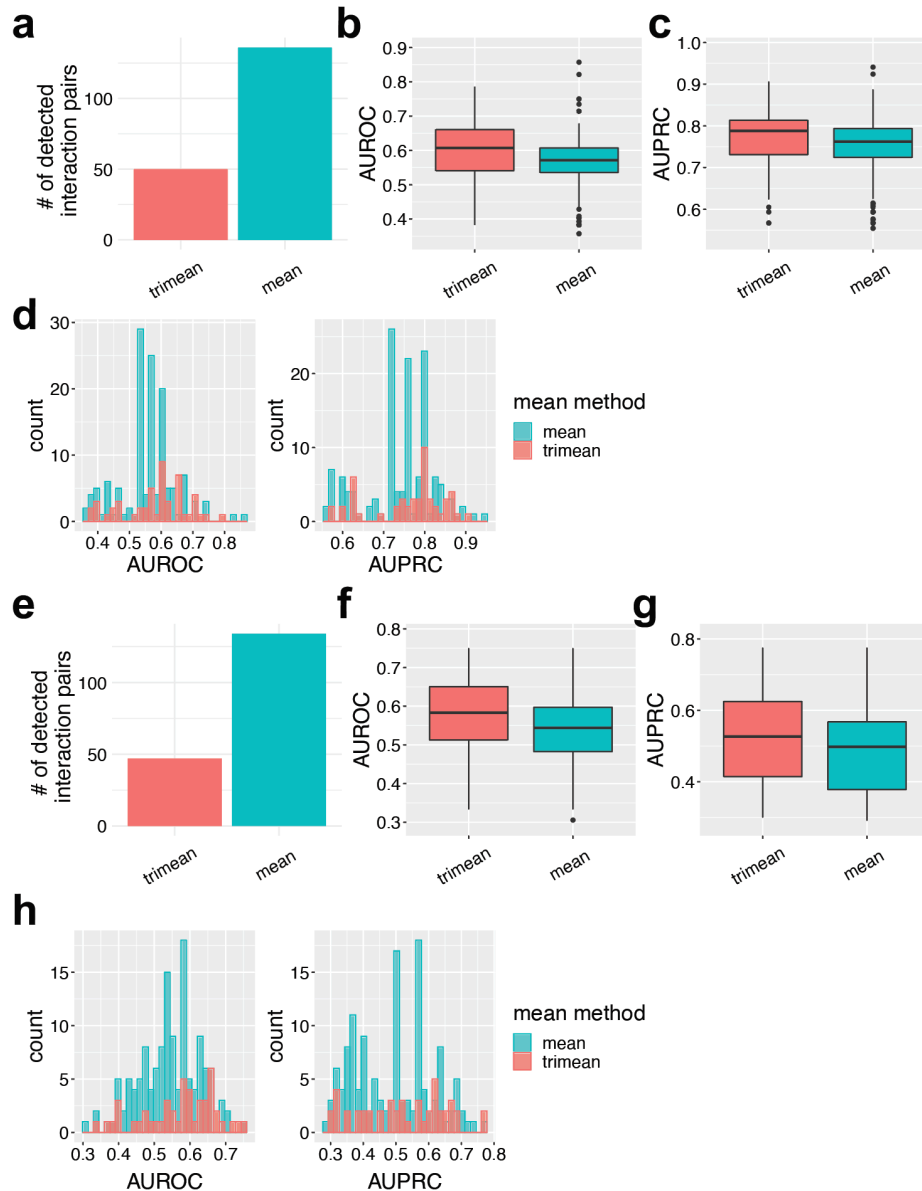 a
# of detected
interaction pairs
100
50
0
trimean
mean
b
AUROC
0.9
0.8
0.7
0.6
0.5
0.4
trimean
mean
c
AUPRC
1.0
0.9
0.8
0.7
0.6
trimean
mean
d
count
30
20
10
0
0.4 0.5 0.6 0.7 0.8
AUROC
count
20
10
0
0.6 0.7 0.8 0.9
AUPRC
mean method
mean
trimean
e
# of detected
interaction pairs
100
50
0
trimean
mean
f
AUROC
0.8
0.7
0.6
0.5
0.4
0.3
trimean
mean
g
AUPRC
0.8
0.6
0.4
trimean
mean
h
count
15
10
5
0
0.3 0.4 0.5 0.6 0.7
AUROC
count
15
10
5
0
0.3 0.4 0.5 0.6 0.7 0.8
AUPRC
mean method
mean
trimean